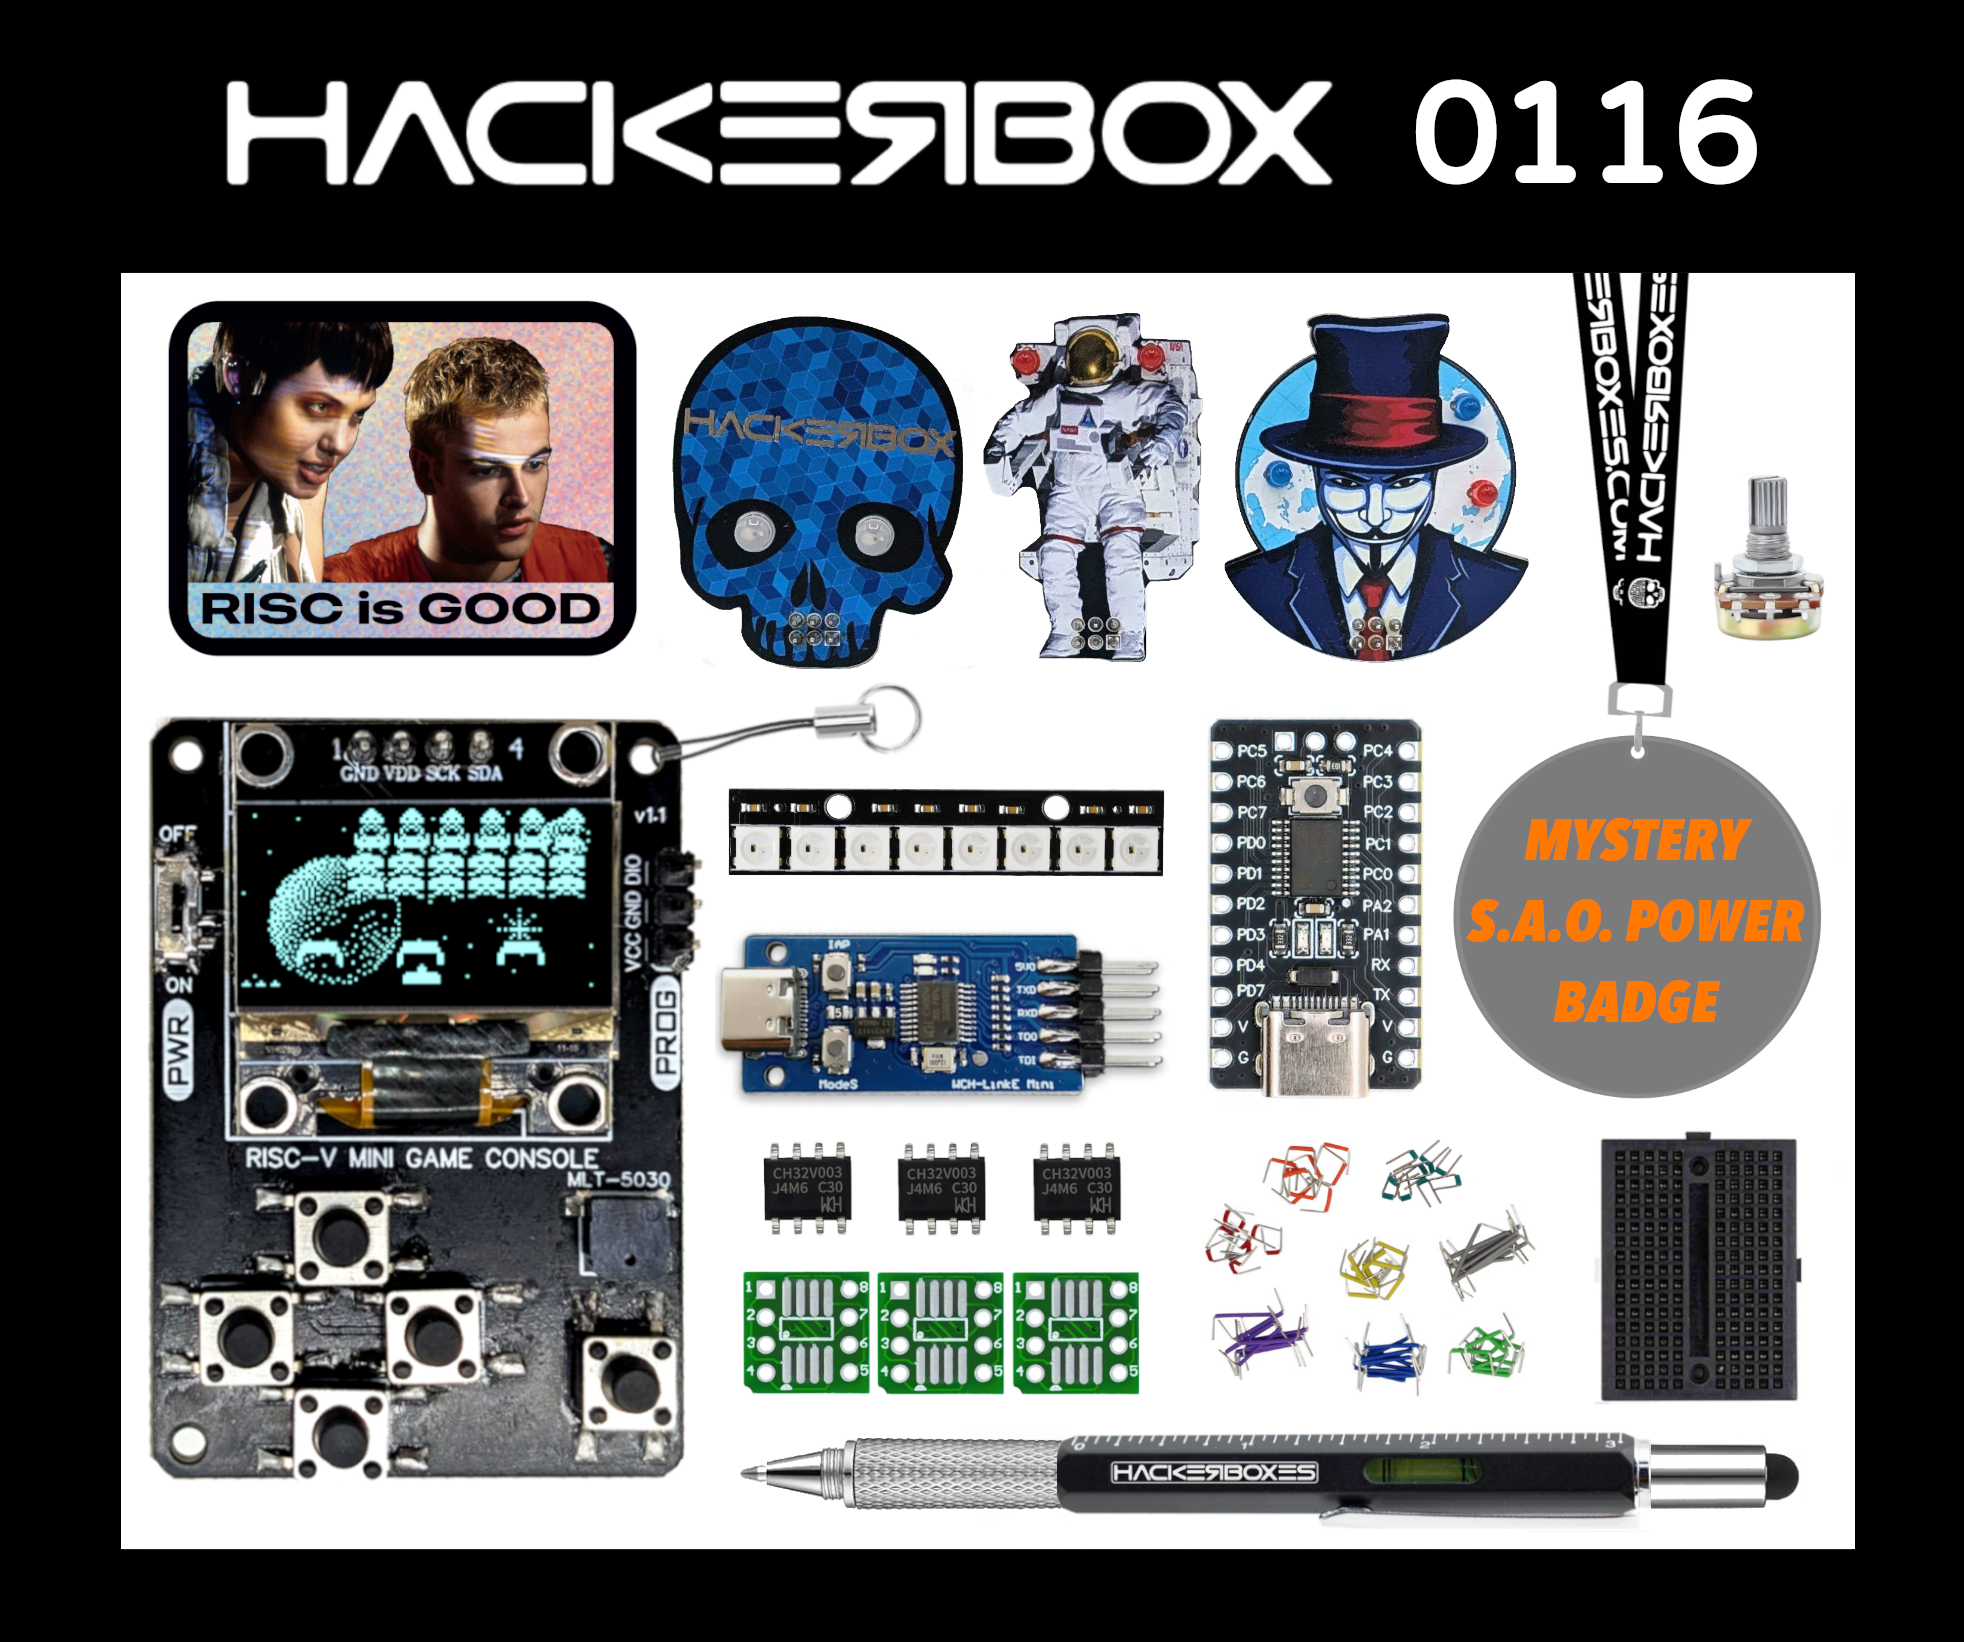 HACKERBOX 0116
RISC is GOOD
HACKERBOX
ERBOXES.COM
HACKERBOXES
MYSTERY
S.A.O. POWER
BADGE
1 4
GND VDD SCK SDA
v1.1
OFF
ON
PWR
VCC GND DIO
PROG
RISC-V MINI GAME CONSOLE
MLT-5030
IAP
5V0
TXD
RXD
TDO
TDI
ModeS
WCH-LinkE Mini
PC5 PC4
PC6 PC3
PC7 PC2
PD0 PC1
PD1 PC0
PD2 PA2
PD3 PA1
PD4 RX
PD7 TX
V V
G G
CH32V003
J4M6 C30
WCH
CH32V003
J4M6 C30
WCH
CH32V003
J4M6 C30
WCH
1 8
2 7
3 6
4 5
1 8
2 7
3 6
4 5
1 8
2 7
3 6
4 5
0 1 2 3
HACKERBOXES